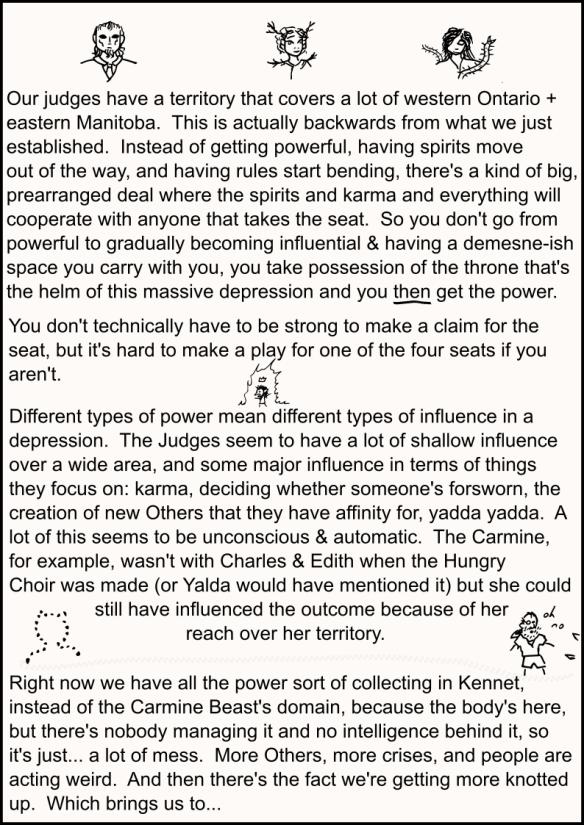 Our judges have a territory that covers a lot of western Ontario +
eastern Manitoba.  This is actually backwards from what we just
established.  Instead of getting powerful, having spirits move
out of the way, and having rules start bending, there's a kind of big,
prearranged deal where the spirits and karma and everything will
cooperate with anyone that takes the seat.  So you don't go from
powerful to gradually becoming influential & having a demesne-ish
space you carry with you, you take possession of the throne that's
the helm of this massive depression and you then get the power.
You don't technically have to be strong to make a claim for the
seat, but it's hard to make a play for one of the four seats if you
aren't.
Different types of power mean different types of influence in a
depression.  The Judges seem to have a lot of shallow influence
over a wide area, and some major influence in terms of things
they focus on: karma, deciding whether someone's forsworn, the
creation of new Others that they have affinity for, yadda yadda.  A
lot of this seems to be unconscious & automatic.  The Carmine,
for example, wasn't with Charles & Edith when the Hungry
Choir was made (or Yalda would have mentioned it) but she could
still have influenced the outcome because of her
reach over her territory.
oh
no
Right now we have all the power sort of collecting in Kennet,
instead of the Carmine Beast's domain, because the body's here,
but there's nobody managing it and no intelligence behind it, so
it's just... a lot of mess.  More Others, more crises, and people are
acting weird.  And then there's the fact we're getting more knotted
up.  Which brings us to...